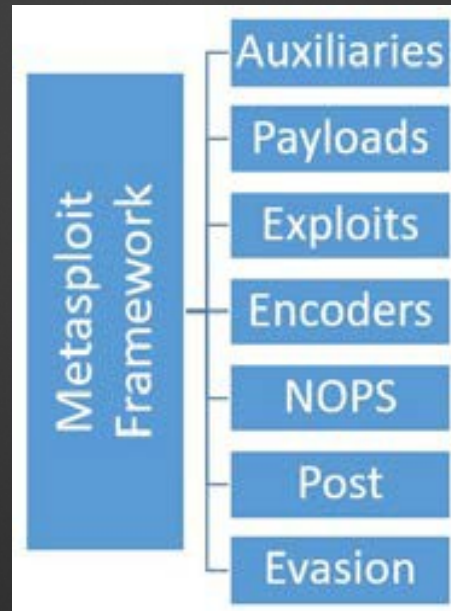 Metasploit
Framework
Auxiliaries
Payloads
Exploits
Encoders
NOPS
Post
Evasion